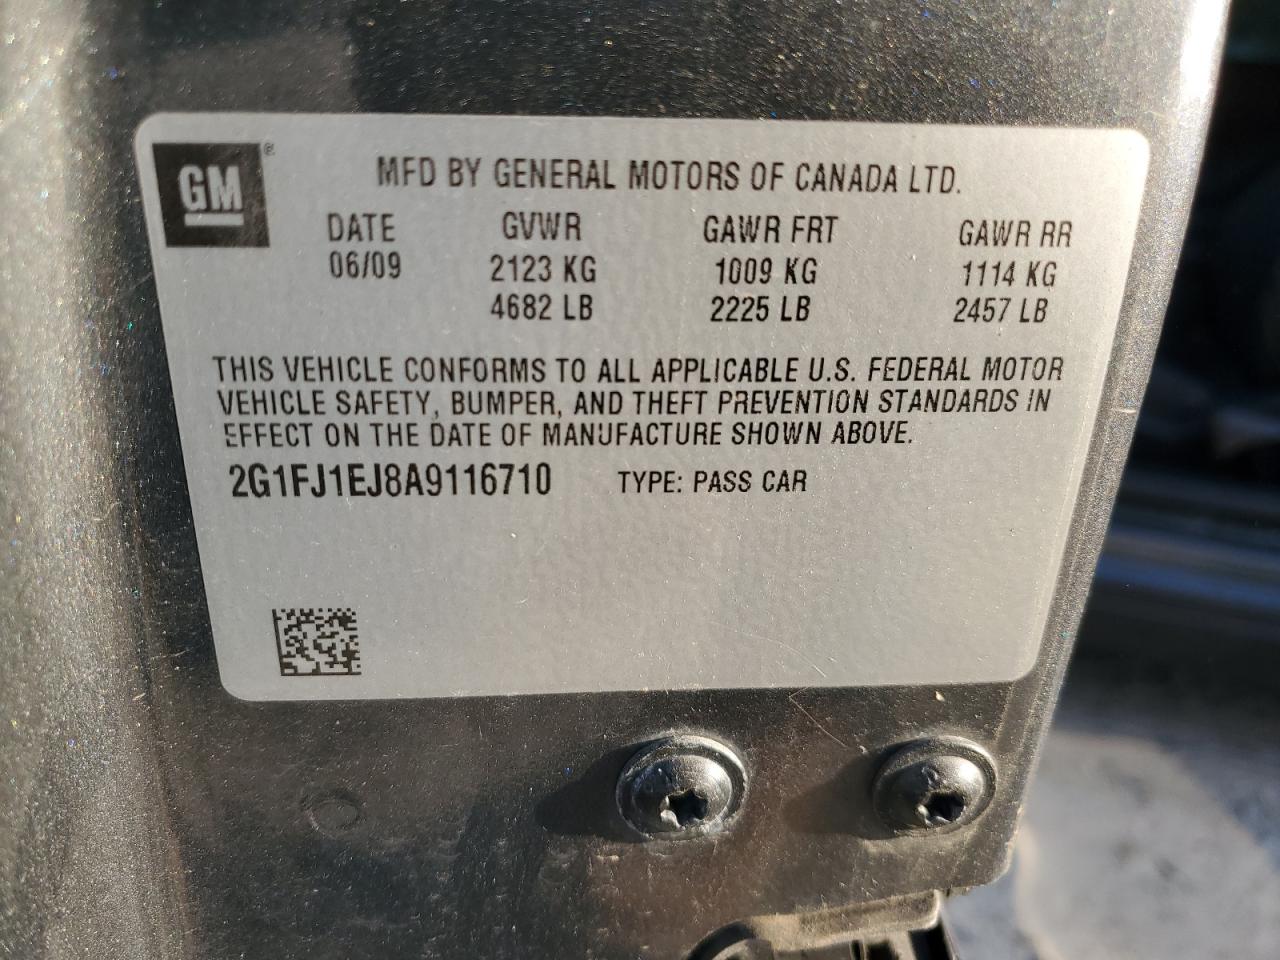 GM®
MFD BY GENERAL MOTORS OF CANADA LTD.
DATE GVWR GAWR FRT GAWR RR
06/09 2123 KG 1009 KG 1114 KG
4682 LB 2225 LB 2457 LB
THIS VEHICLE CONFORMS TO ALL APPLICABLE U.S. FEDERAL MOTOR
VEHICLE SAFETY, BUMPER, AND THEFT PREVENTION STANDARDS IN
EFFECT ON THE DATE OF MANUFACTURE SHOWN ABOVE.
2G1FJ1EJ8A9116710 TYPE: PASS CAR